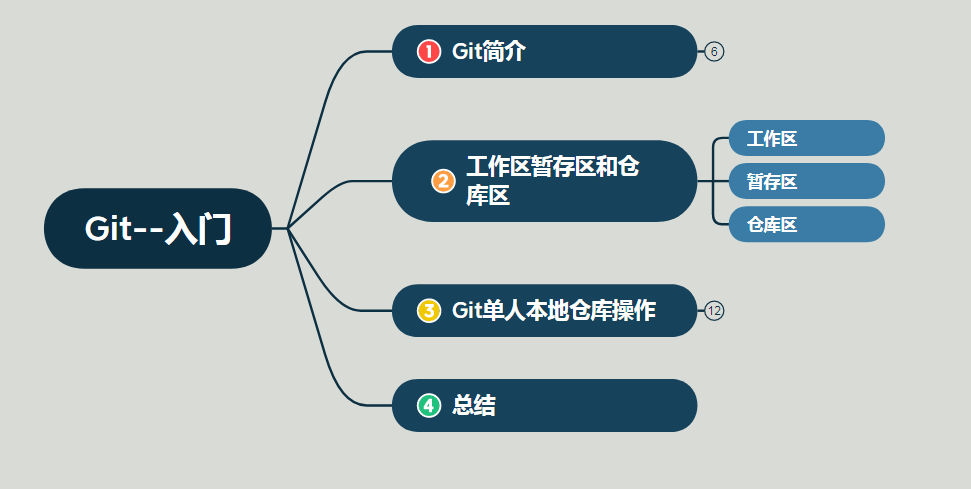 Git--入门
1 Git简介
6
2 工作区暂存区和仓
库区
工作区
暂存区
仓库区
3 Git单人本地仓库操作
12
4 总结